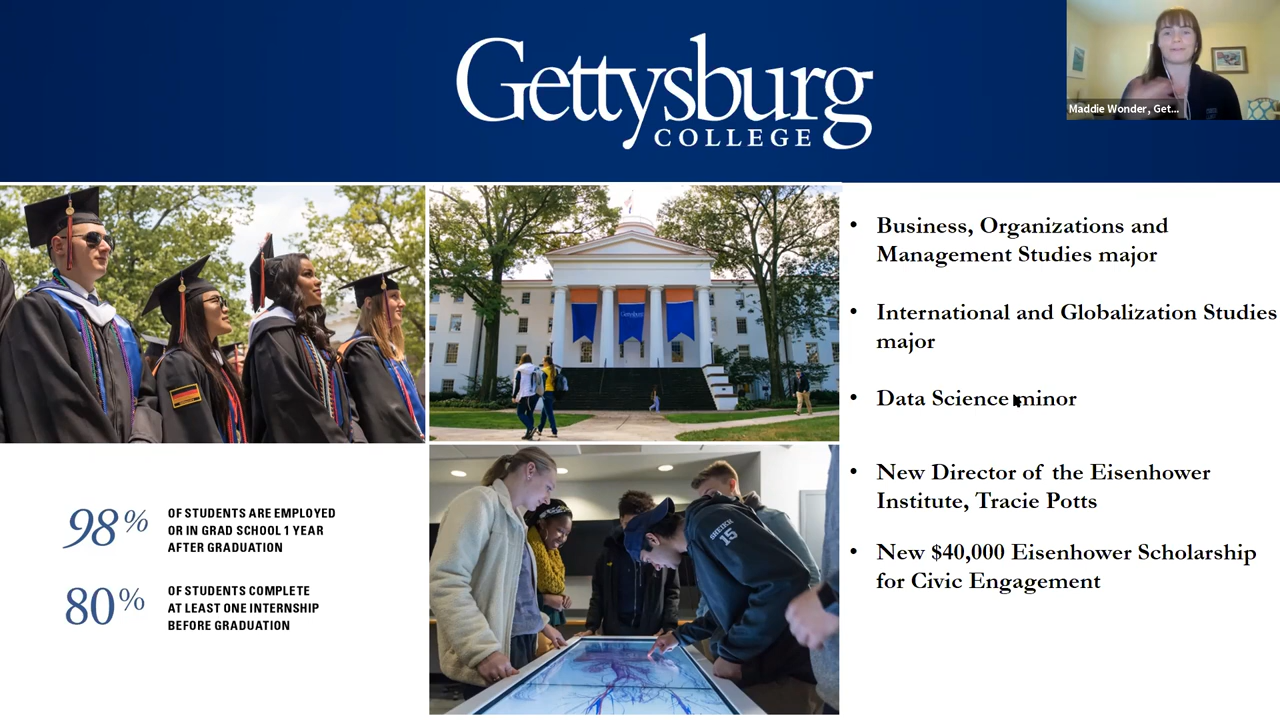 Gettysburg
COLLEGE
Maddie Wonder, Get...
Gettysburg
98% OF STUDENTS ARE EMPLOYED
OR IN GRAD SCHOOL 1 YEAR
AFTER GRADUATION
80% OF STUDENTS COMPLETE
AT LEAST ONE INTERNSHIP
BEFORE GRADUATION
SHEIKH
15
• Business, Organizations and
Management Studies major
• International and Globalization Studies
major
• Data Science minor
• New Director of the Eisenhower
Institute, Tracie Potts
• New $40,000 Eisenhower Scholarship
for Civic Engagement